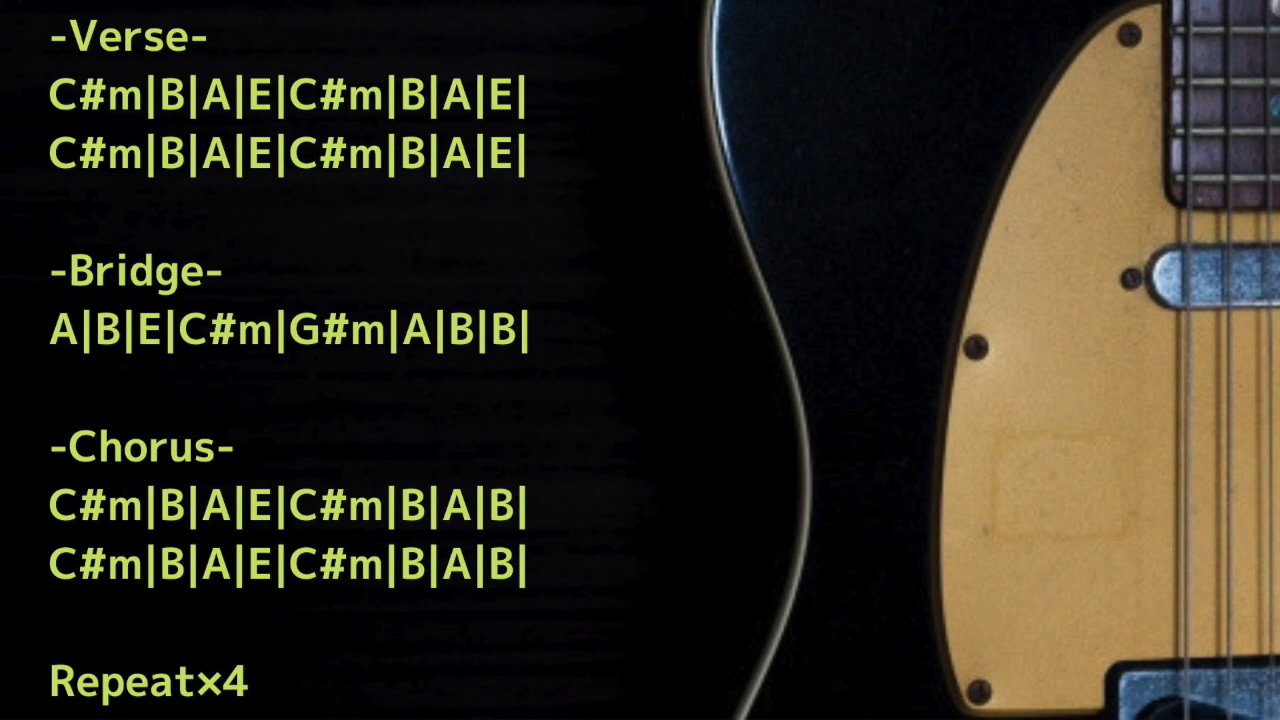 -Verse-
C#m|B|A|E|C#m|B|A|E|
C#m|B|A|E|C#m|B|A|E|
-Bridge-
A|B|E|C#m|G#m|A|B|B|
-Chorus-
C#m|B|A|E|C#m|B|A|B|
C#m|B|A|E|C#m|B|A|B|
Repeat×4